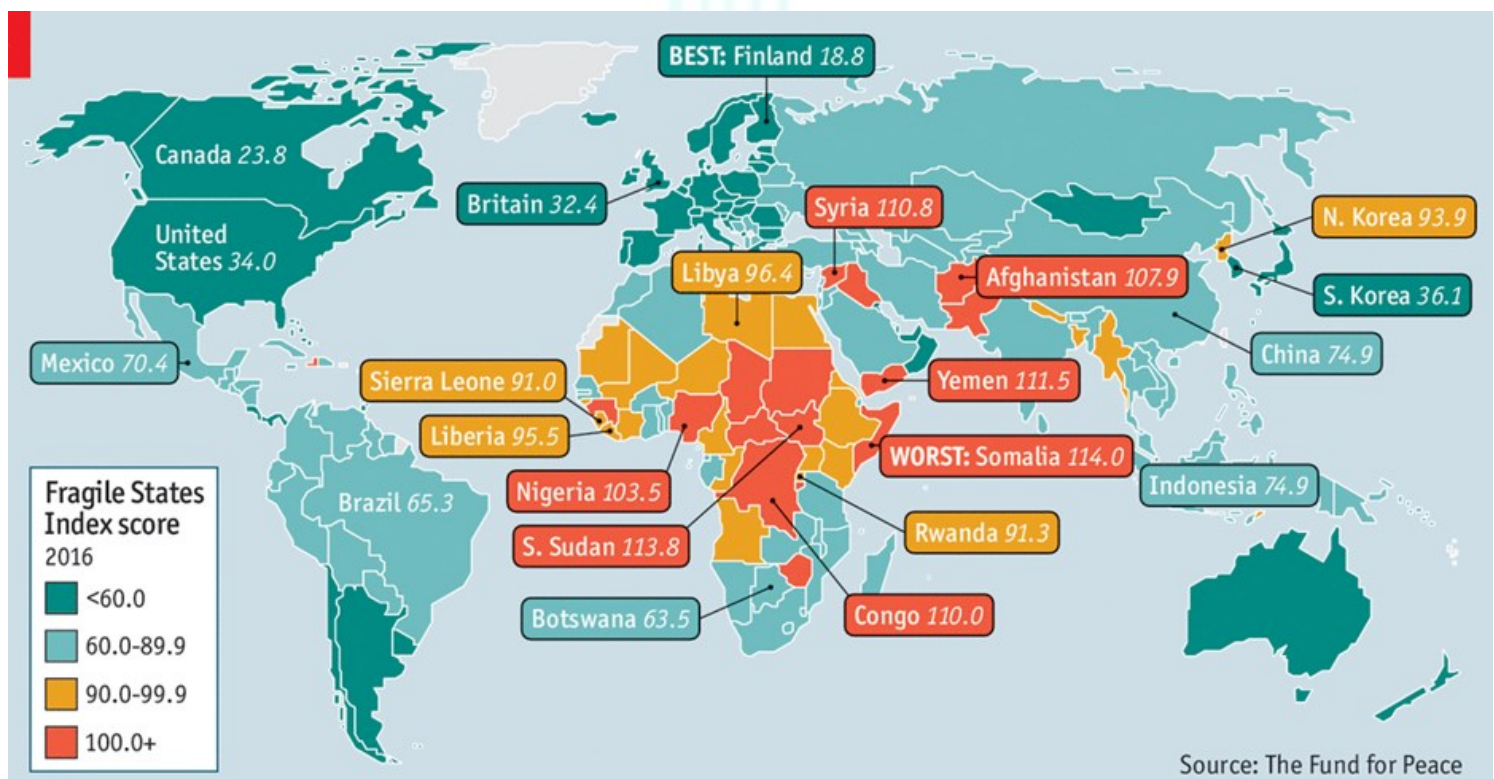 BEST: Finland 18.8
Canada 23.8
Britain 32.4
Syria 110.8
N. Korea 93.9
United
States 34.0
Libya 96.4
Afghanistan 107.9
S. Korea 36.1
Mexico 70.4
China 74.9
Sierra Leone 91.0
Yemen 111.5
Liberia 95.5
WORST: Somalia 114.0
Nigeria 103.5
Indonesia 74.9
Brazil 65.3
S. Sudan 113.8
Rwanda 91.3
Botswana 63.5
Congo 110.0
Fragile States
Index score
2016
<60.0
60.0-89.9
90.0-99.9
100.0+
Source: The Fund for Peace